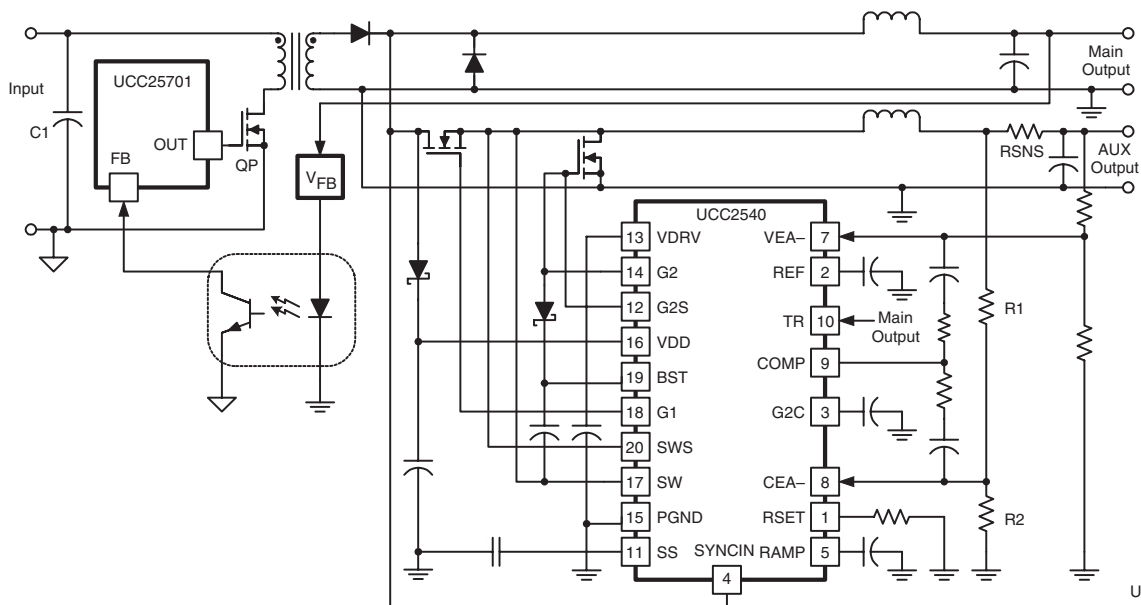 UCC25701
Main
Output
Input
C1
OUT
AUX
Output
RSNS
FB
QP
VFB
UCC2540
13 VDRV
VEA− 7
14 G2
REF 2
12 G2S
TR 10
Main
Output
R1
16 VDD
COMP 9
19 BST
18 G1
G2C 3
20 SWS
17 SW
CEA− 8
15 PGND
RSET 1
R2
11 SS
SYNCIN
RAMP 5
4
U